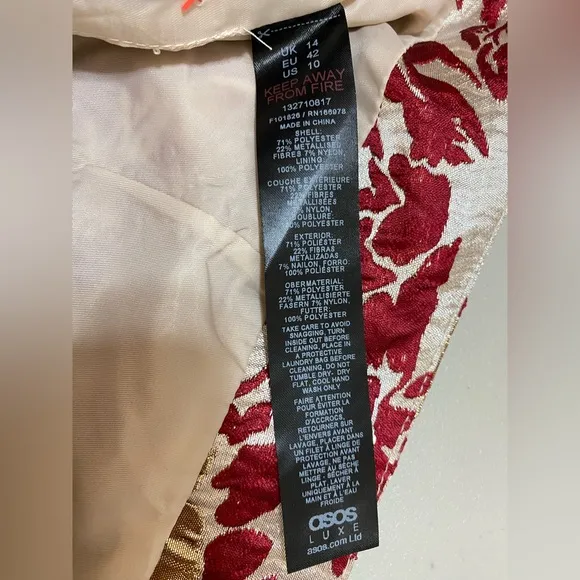 UK 14
EU 42
US 10
KEEP AWAY
FROM FIRE
132710817
F101826 / RN166978
MADE IN CHINA
SHELL:
71% POLYESTER
22% METALLISED
FIBRES 7% NYLON,
LINING:
100% POLYESTER
COUCHE EXTÉRIEURE:
71% POLYESTER
22% FIBRES
MÉTALLISÉES
7% NYLON,
DOUBLURE:
100% POLYESTER
EXTERIOR:
71% POLIÉSTER
22% FIBRAS
METALIZADAS
7% NAILON, FORRO:
100% POLIÉSTER
OBERMATERIAL:
71% POLYESTER
22% METALLISIERTE
FASERN 7% NYLON,
FUTTER:
100% POLYESTER
TAKE CARE TO AVOID
SNAGGING, TURN
INSIDE OUT BEFORE
CLEANING, PLACE IN
A PROTECTIVE
LAUNDRY BAG BEFORE
CLEANING, DO NOT
TUMBLE DRY- DRY
FLAT, COOL HAND
WASH ONLY
FAIRE ATTENTION
POUR ÉVITER LA
FORMATION
D'ACCROCS,
RETOURNER SUR
L'ENVERS AVANT
LAVAGE, PLACER DANS
UN FILET À LINGE DE
PROTECTION AVANT
LAVAGE, NE PAS
METTRE AU SÈCHE
LINGE - SÉCHER À
PLAT, LAVER
UNIQUEMENT À LA
MAIN ET À L'EAU
FROIDE
asos
LUXE
asos.com Ltd